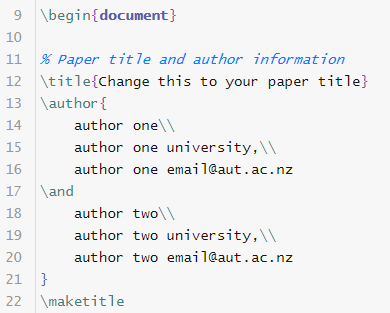 9 \begin{document}
10
11 % Paper title and author information
12 \title{Change this to your paper title}
13 \author{
14     author one\\
15     author one university,\\
16     author one email@aut.ac.nz
17 \and
18     author two\\
19     author two university,\\
20     author two email@aut.ac.nz
21 }
22 \maketitle